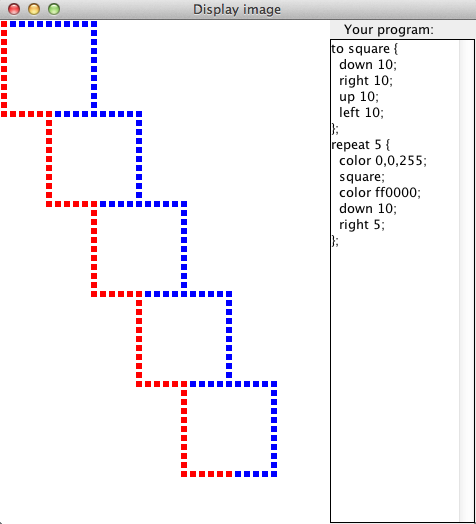 Display image
Your program:
to square {
down 10;
right 10;
up 10;
left 10;
};
repeat 5 {
color 0,0,255;
square;
color ff0000;
down 10;
right 5;
};